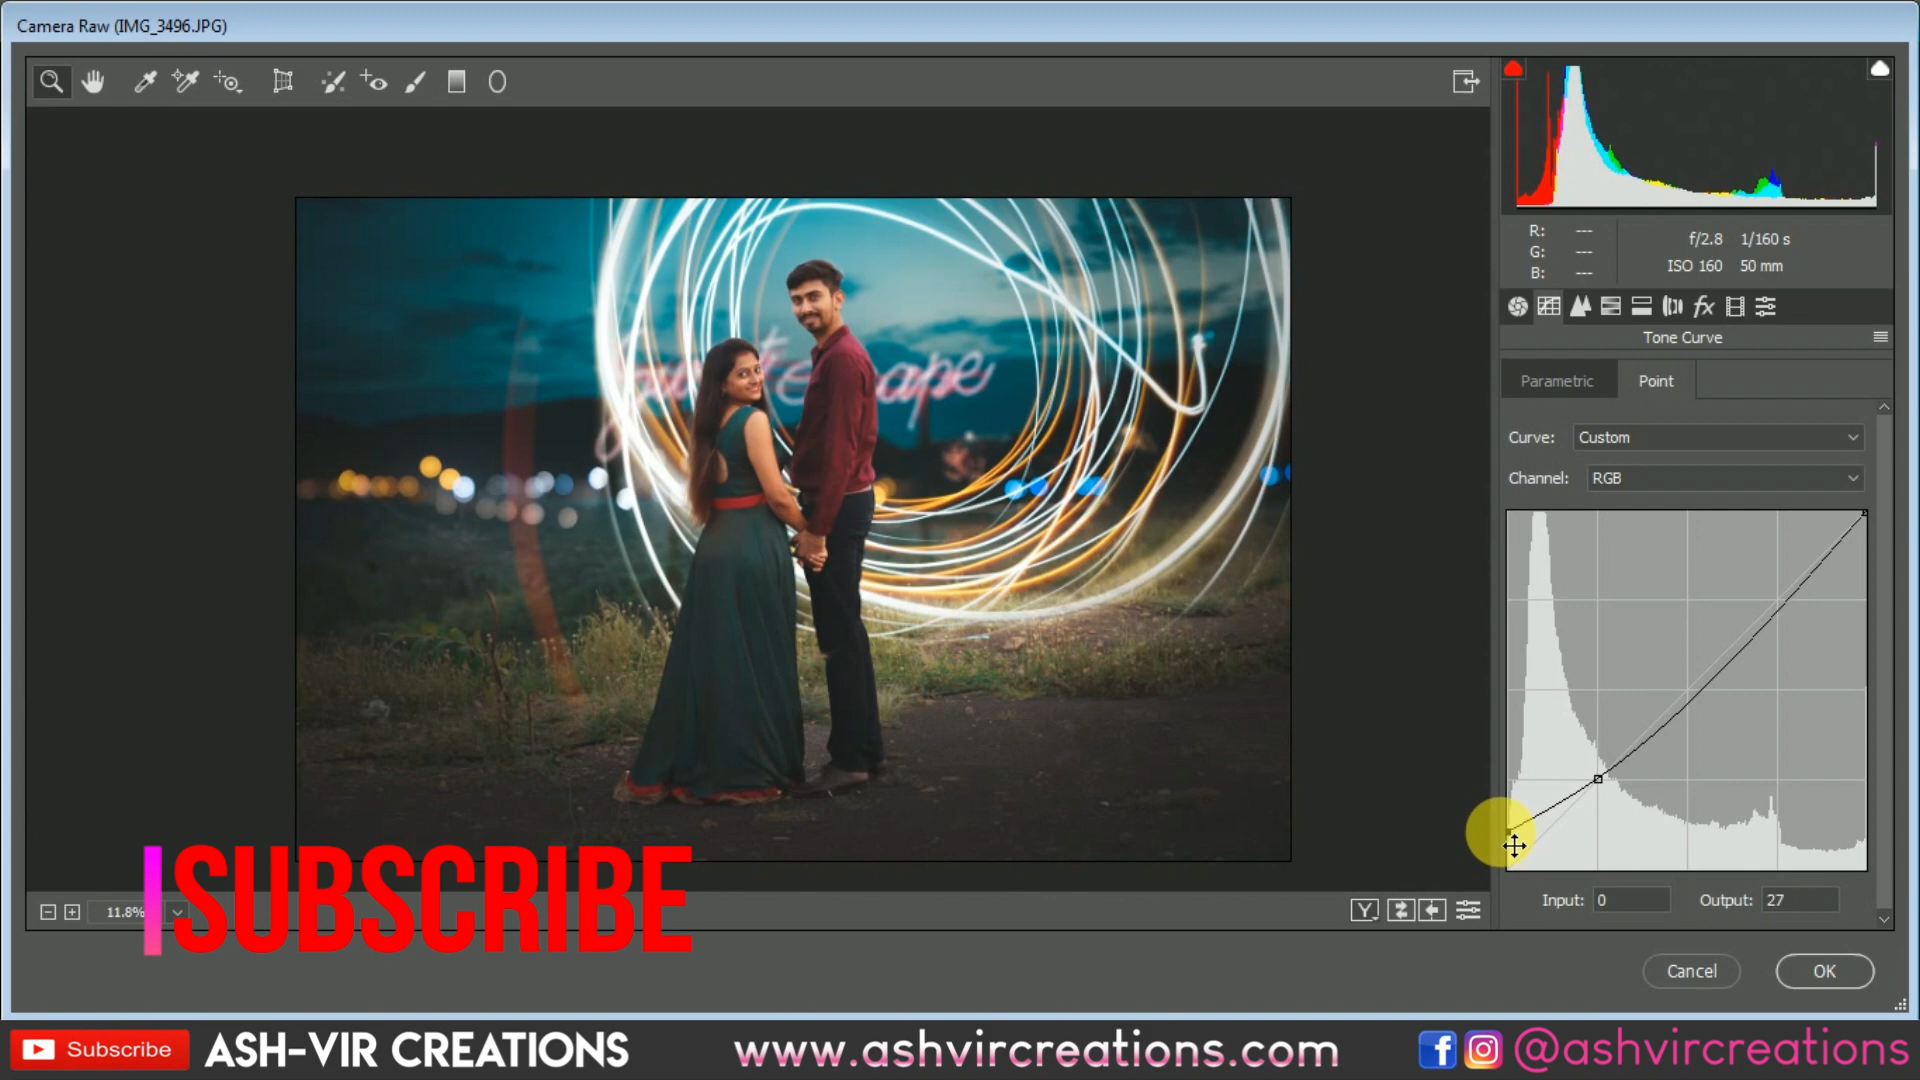 Camera Raw (IMG_3496.JPG)
R: ---
G: ---
B: ---
f/2.8 1/160 s
ISO 160 50 mm
fx
Tone Curve
Parametric Point
Curve: Custom
Channel: RGB
Input: 0 Output: 27
11.8%
Y
SUBSCRIBE
Cancel OK
Subscribe ASH-VIR CREATIONS www.ashvircreations.com @ashvircreations